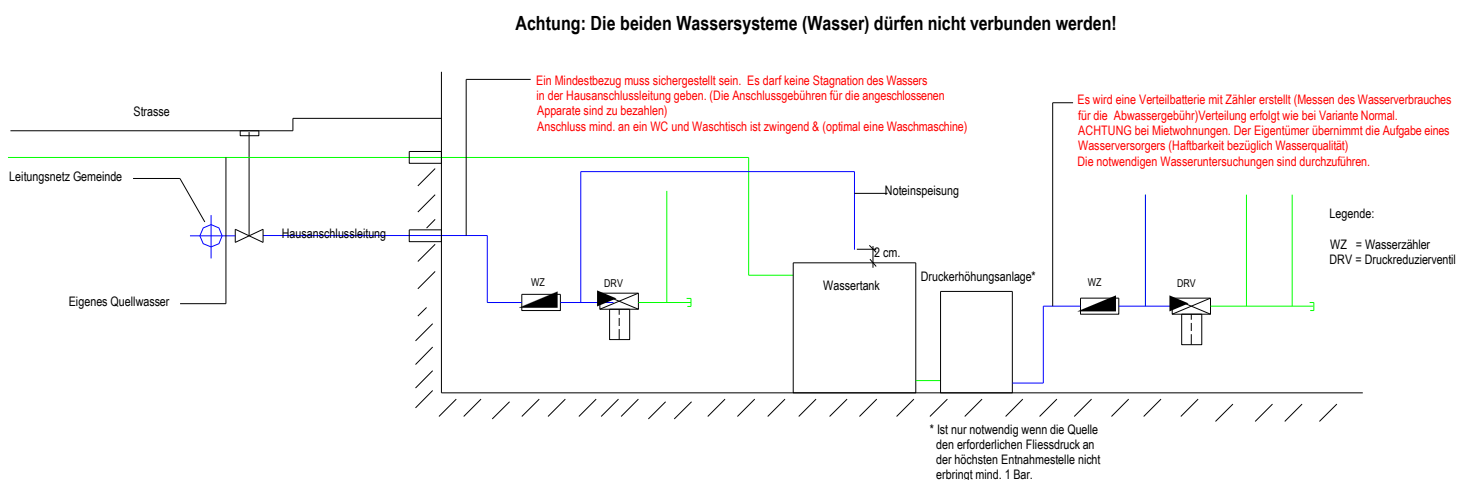 Achtung: Die beiden Wassersysteme (Wasser) dürfen nicht verbunden werden!
Ein Mindestbezug muss sichergestellt sein. Es darf keine Stagnation des Wassers
in der Hausanschlussleitung geben. (Die Anschlussgebühren für die angeschlossenen
Apparate sind zu bezahlen)
Anschluss mind. an ein WC und Waschtisch ist zwingend & (optimal eine Waschmaschine)
Es wird eine Verteilbatterie mit Zähler erstellt (Messen des Wasserverbrauches
für die Abwassergebühr)Verteilung erfolgt wie bei Variante Normal.
ACHTUNG bei Mietwohnungen. Der Eigentümer übernimmt die Aufgabe eines
Wasserversorgers (Haftbarkeit bezüglich Wasserqualität)
Die notwendigen Wasseruntersuchungen sind durchzuführen.
Strasse
Leitungsnetz Gemeinde
Noteinspeisung
Hausanschlussleitung
Legende:
WZ = Wasserzähler
DRV = Druckreduzierventil
2 cm.
Eigenes Quellwasser
WZ
DRV
Wassertank
Druckerhöhungsanlage*
WZ
DRV
* Ist nur notwendig wenn die Quelle
den erforderlichen Fliessdruck an
der höchsten Entnahmestelle nicht
erbringt mind. 1 Bar.